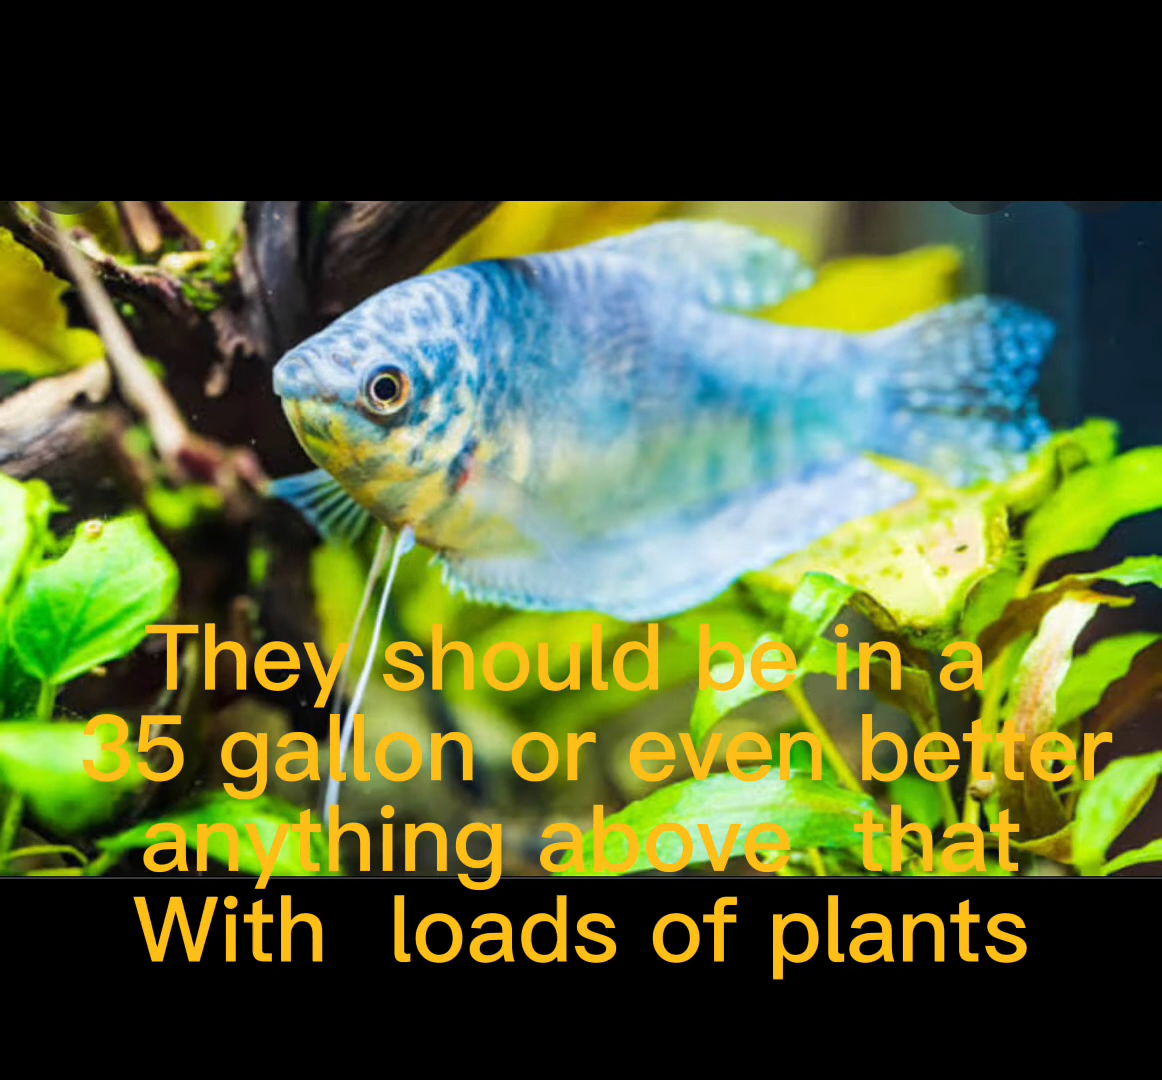 They should be in a
35 gallon or even better
anything above that
With loads of plants